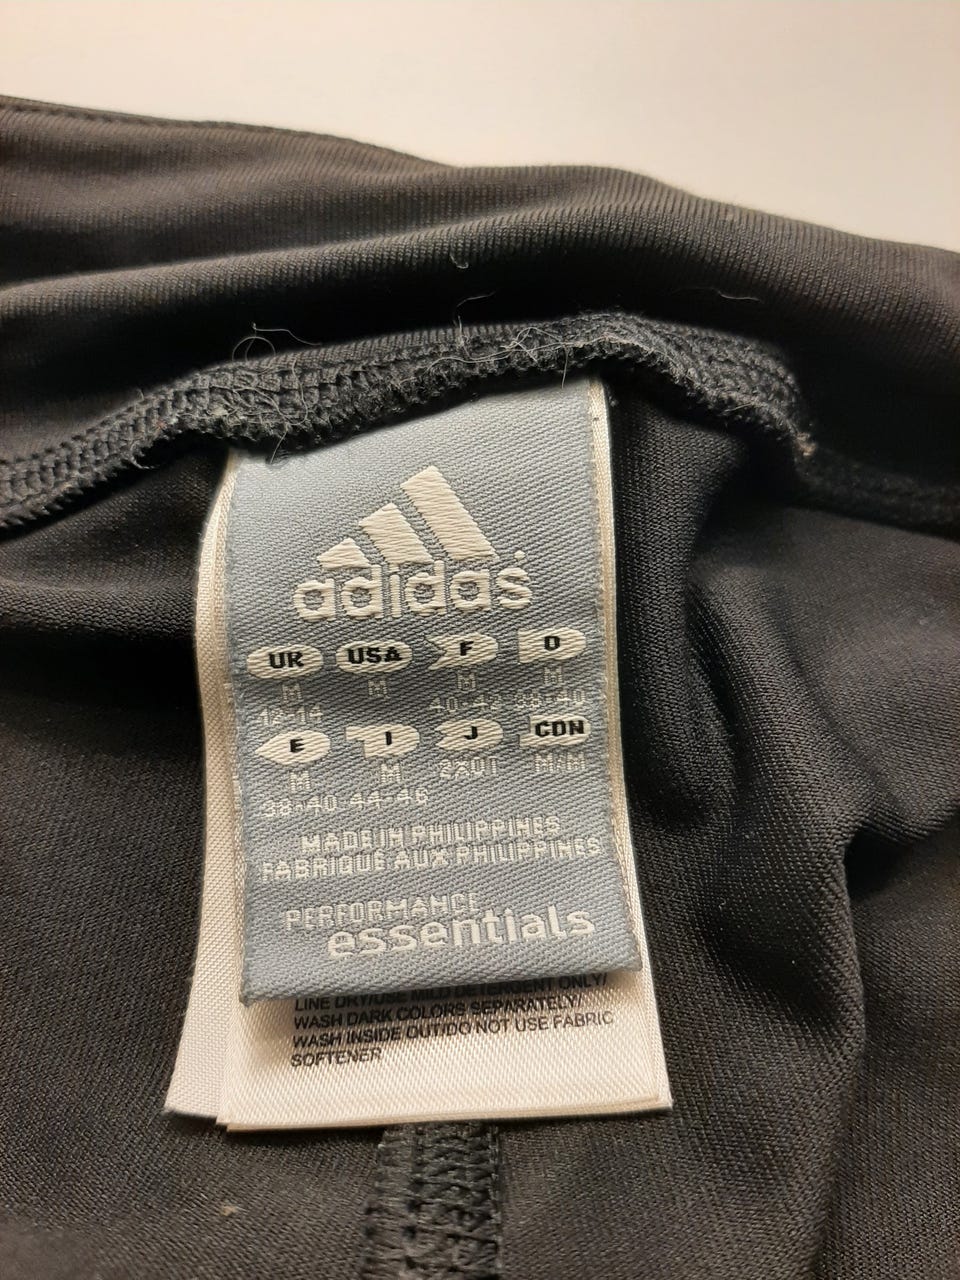 adidas
UK USA F D
M M M M
12-14 40-42 38-40
E I J CDN
M M 2XOT M/M
38-40 44-46
MADE IN PHILIPPINES
FABRIQUÉ AUX PHILIPPINES
PERFORMANCE
essentials
LINE DRY/USE MILD DETERGENT ONLY/
WASH DARK COLORS SEPARATELY/
WASH INSIDE OUT/DO NOT USE FABRIC
SOFTENER